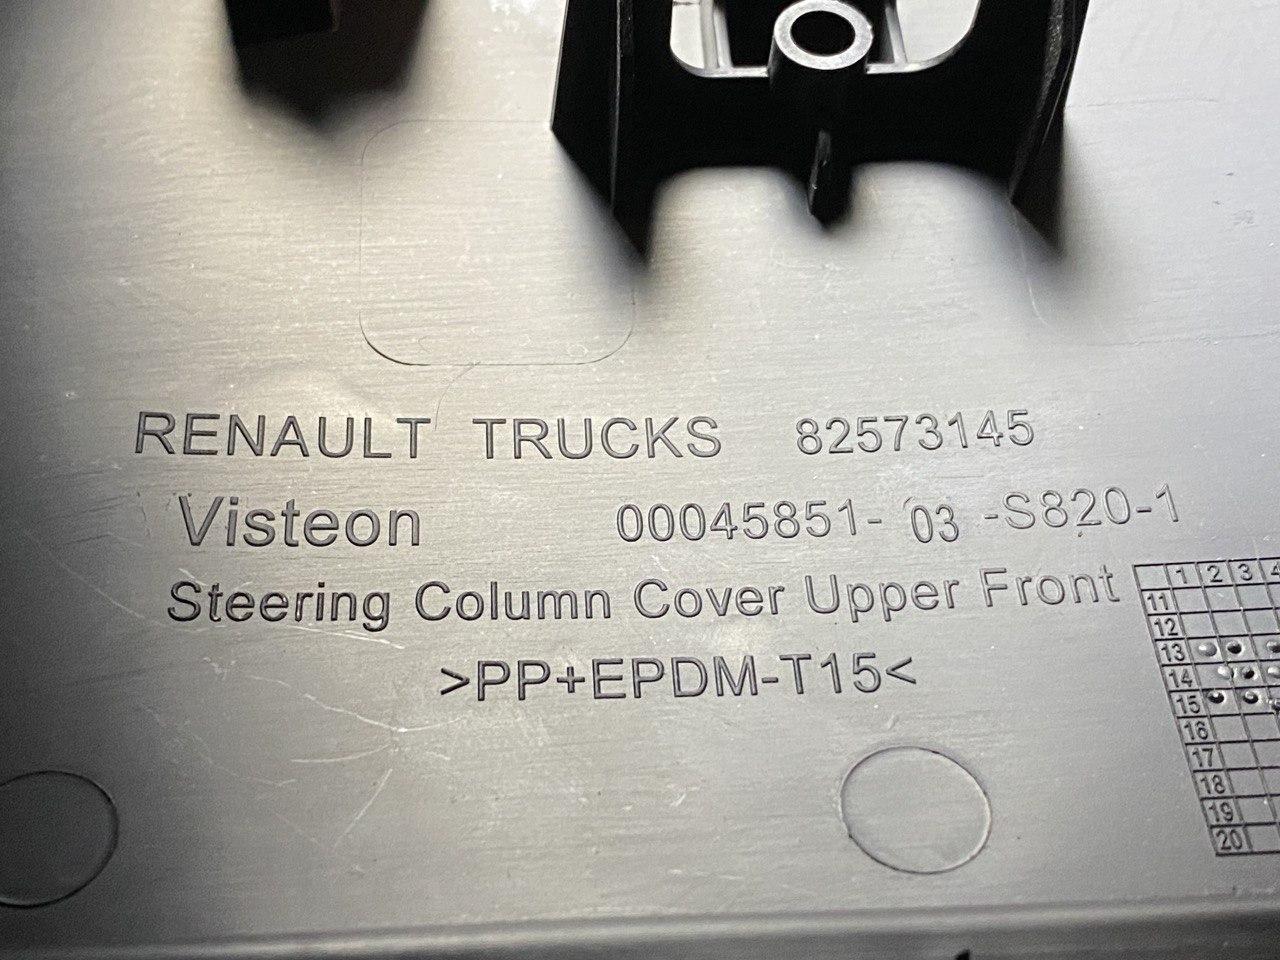 RENAULT TRUCKS 82573145
Visteon 00045851- 03 -S820-1
Steering Column Cover Upper Front
>PP+EPDM-T15<
1 2 3 4
11
12
13
14
15
16
17
18
19
20